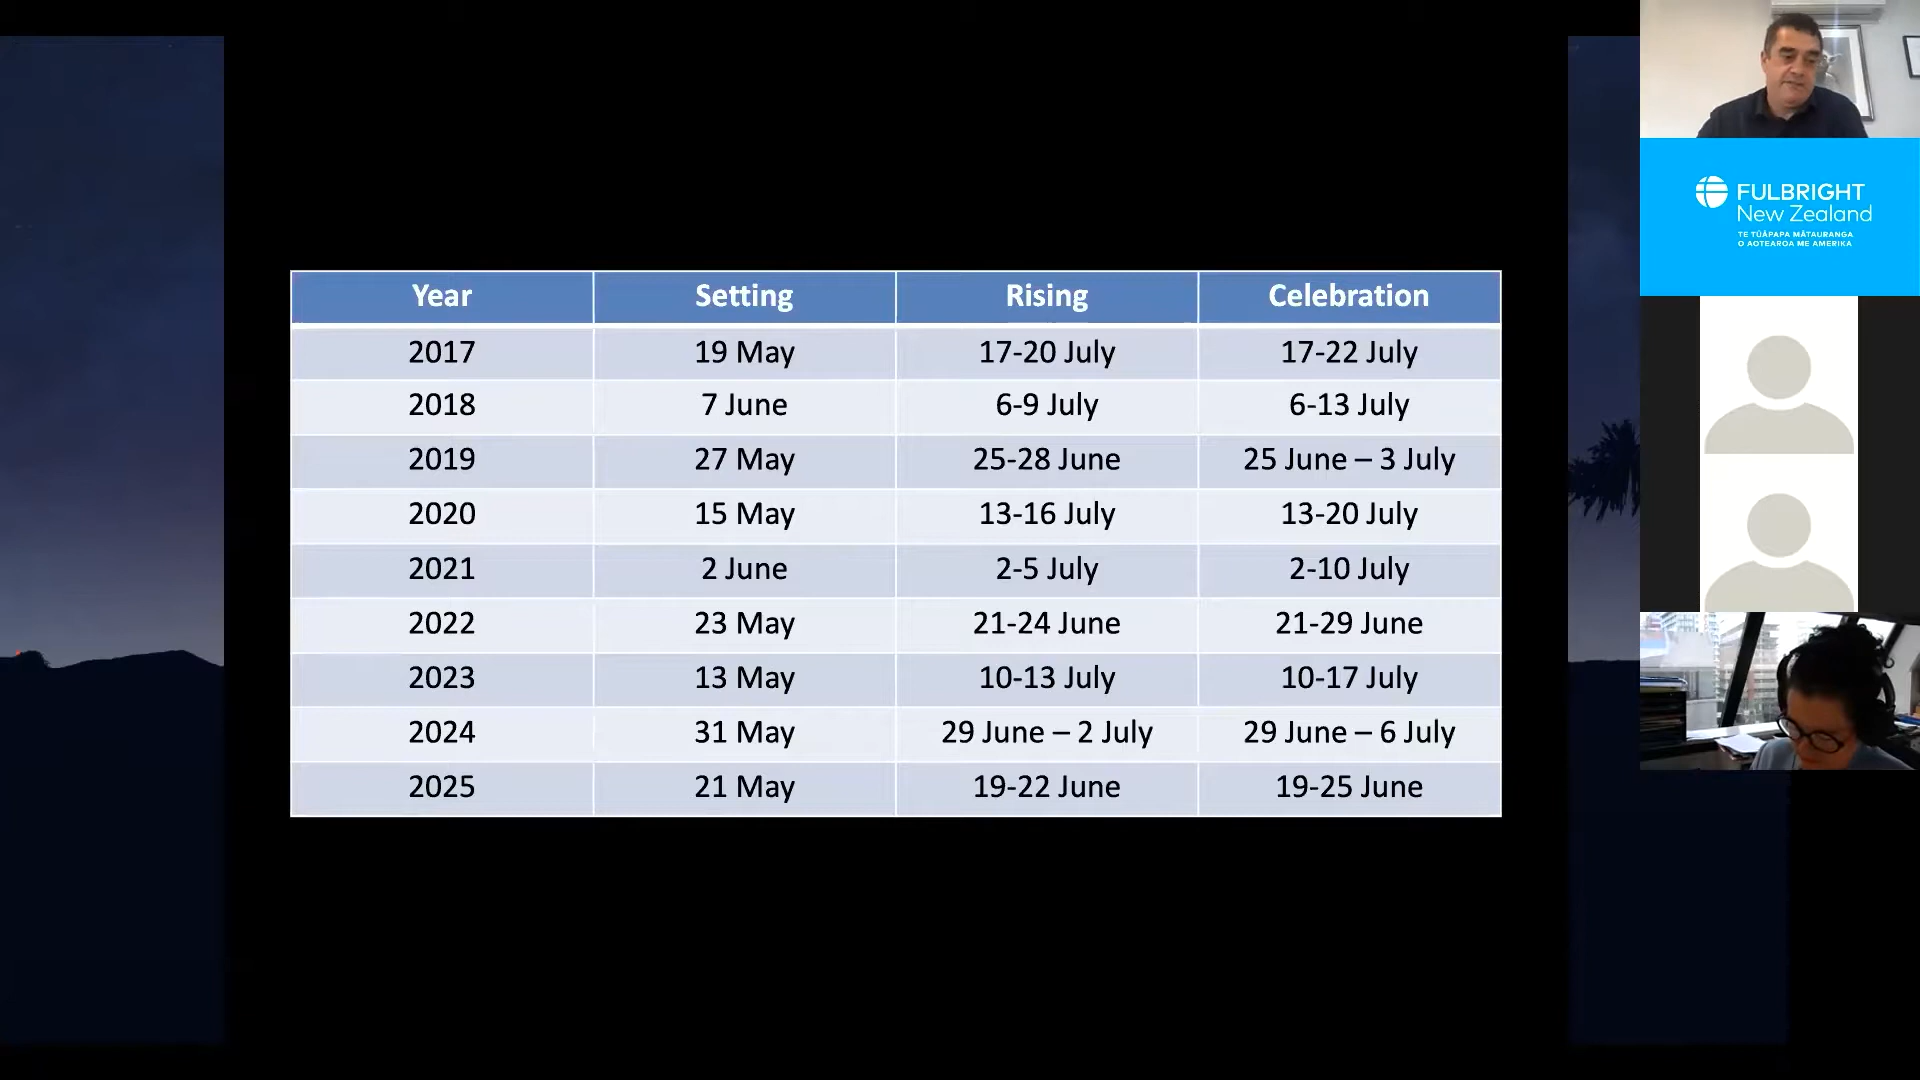 Year Setting Rising Celebration
2017 19 May 17-20 July 17-22 July
2018 7 June 6-9 July 6-13 July
2019 27 May 25-28 June 25 June – 3 July
2020 15 May 13-16 July 13-20 July
2021 2 June 2-5 July 2-10 July
2022 23 May 21-24 June 21-29 June
2023 13 May 10-13 July 10-17 July
2024 31 May 29 June – 2 July 29 June – 6 July
2025 21 May 19-22 June 19-25 June
FULBRIGHT
New Zealand
TE TŪĀPAPA MĀTAURANGA
O AOTEAROA ME AMERIKA